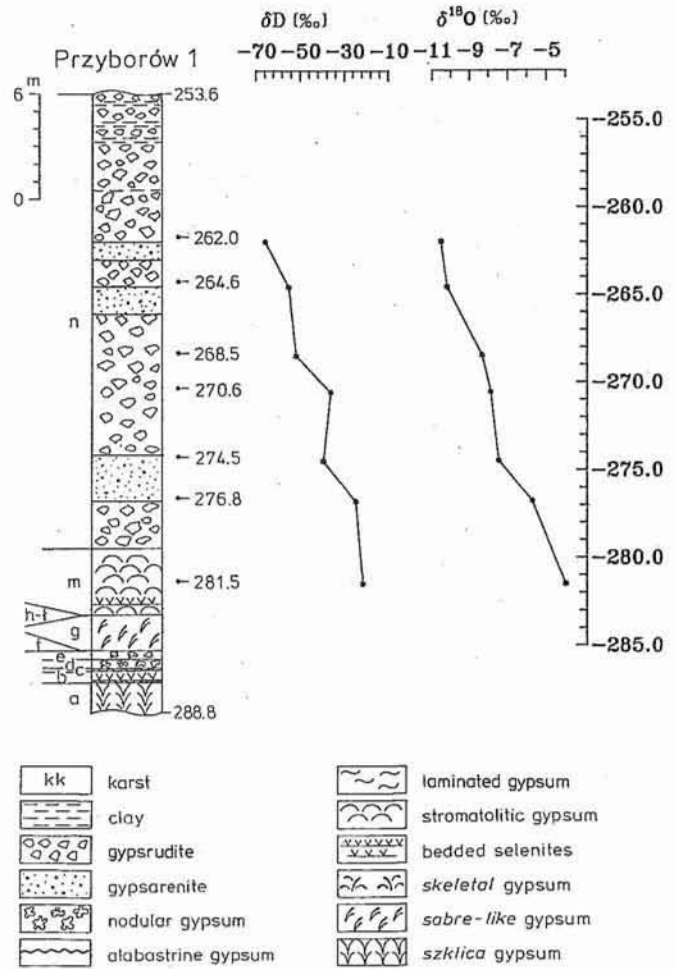 δD (‰) δ¹⁸O (‰)
-70 -50 -30 -10 -11 -9 -7 -5
Przyborów 1
m
6
0
253.6
262.0
264.6
268.5
270.6
274.5
276.8
281.5
288.8
n
m
h-ł
g
f
e
d
c
b
a
-255.0
-260.0
-265.0
-270.0
-275.0
-280.0
-285.0
kk karst
clay
gypsrudite
gypsarenite
nodular gypsum
alabastrine gypsum
laminated gypsum
stromatolitic gypsum
bedded selenites
skeletal gypsum
sabre-like gypsum
szklica gypsum